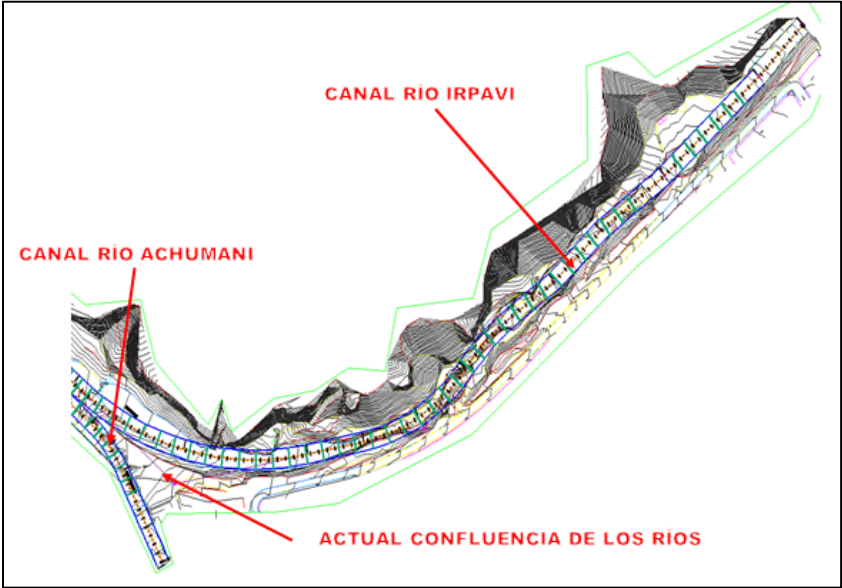 CANAL RÍO IRPAVI
CANAL RÍO ACHUMANI
ACTUAL CONFLUENCIA DE LOS RÍOS